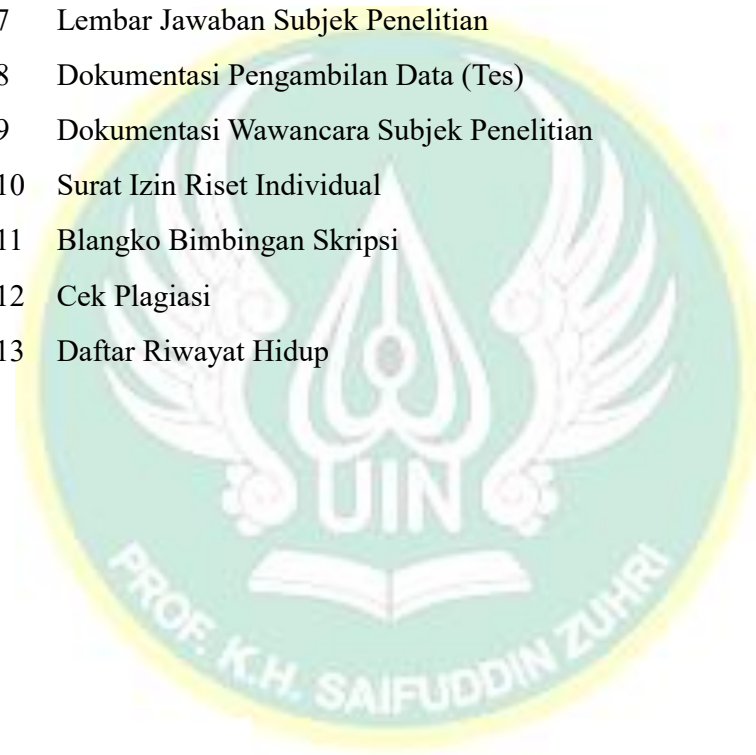 7 Lembar Jawaban Subjek Penelitian
8 Dokumentasi Pengambilan Data (Tes)
9 Dokumentasi Wawancara Subjek Penelitian
10 Surat Izin Riset Individual
11 Blangko Bimbingan Skripsi
12 Cek Plagiasi
13 Daftar Riwayat Hidup
UIN
PROF. K.H. SAIFUDDIN ZUHRI